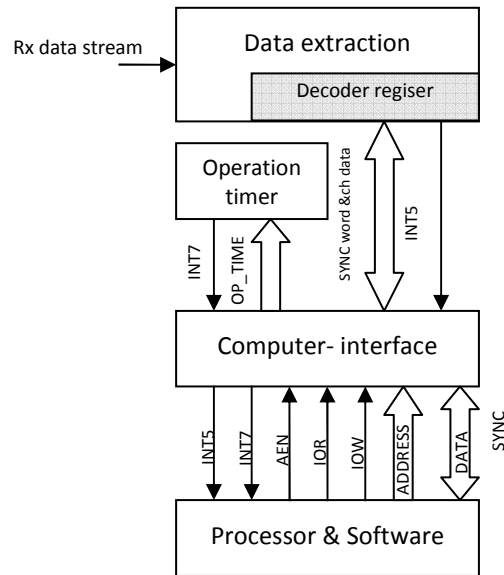 Data extraction
Rx data stream
Decoder regiser
Operation
timer
SYNC word &ch data
INT5
INT7
OP_TIME
Computer- interface
INT5
INT7
AEN
IOR
IOW
ADDRESS
DATA
SYNC
Processor & Software